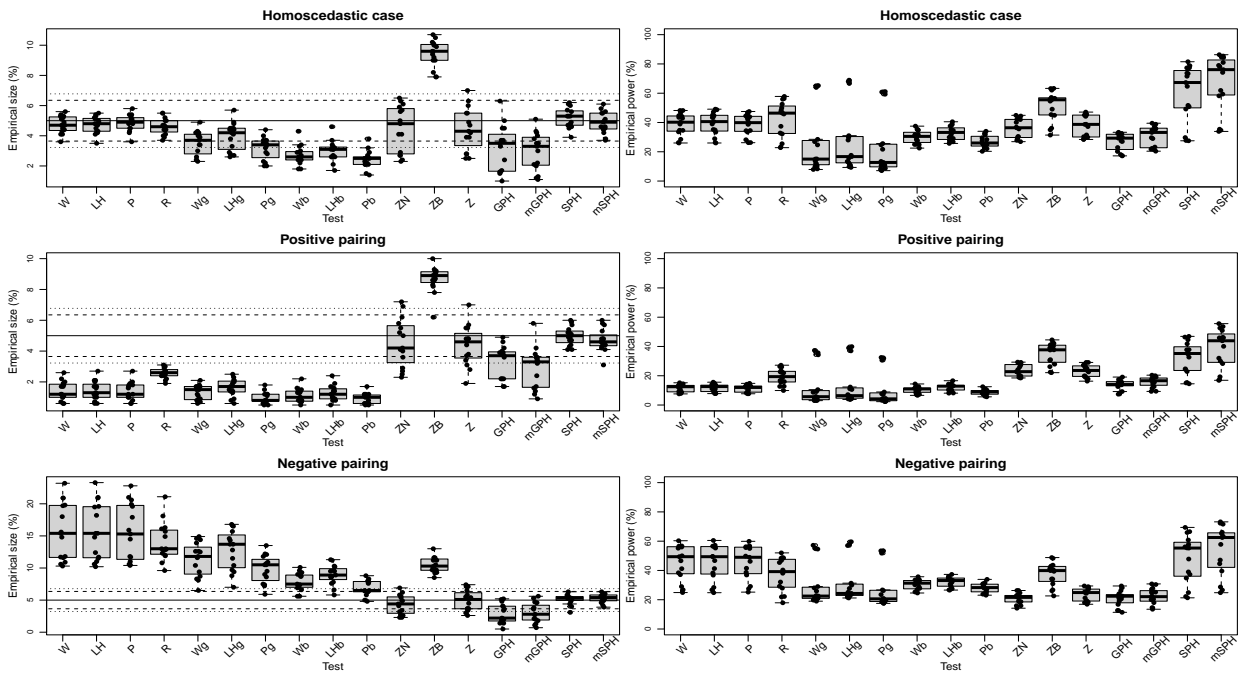 Homoscedastic case
Empirical size (%)
10
8
6
4
2
W LH P R Wg LHg Pg Wb LHb Pb ZN ZB Z GPH mGPH SPH mSPH
Test
Homoscedastic case
Empirical power (%)
100
80
60
40
20
0
W LH P R Wg LHg Pg Wb LHb Pb ZN ZB Z GPH mGPH SPH mSPH
Test
Positive pairing
Empirical size (%)
10
8
6
4
2
W LH P R Wg LHg Pg Wb LHb Pb ZN ZB Z GPH mGPH SPH mSPH
Test
Positive pairing
Empirical power (%)
100
80
60
40
20
0
W LH P R Wg LHg Pg Wb LHb Pb ZN ZB Z GPH mGPH SPH mSPH
Test
Negative pairing
Empirical size (%)
20
15
10
5
0
W LH P R Wg LHg Pg Wb LHb Pb ZN ZB Z GPH mGPH SPH mSPH
Test
Negative pairing
Empirical power (%)
100
80
60
40
20
0
W LH P R Wg LHg Pg Wb LHb Pb ZN ZB Z GPH mGPH SPH mSPH
Test